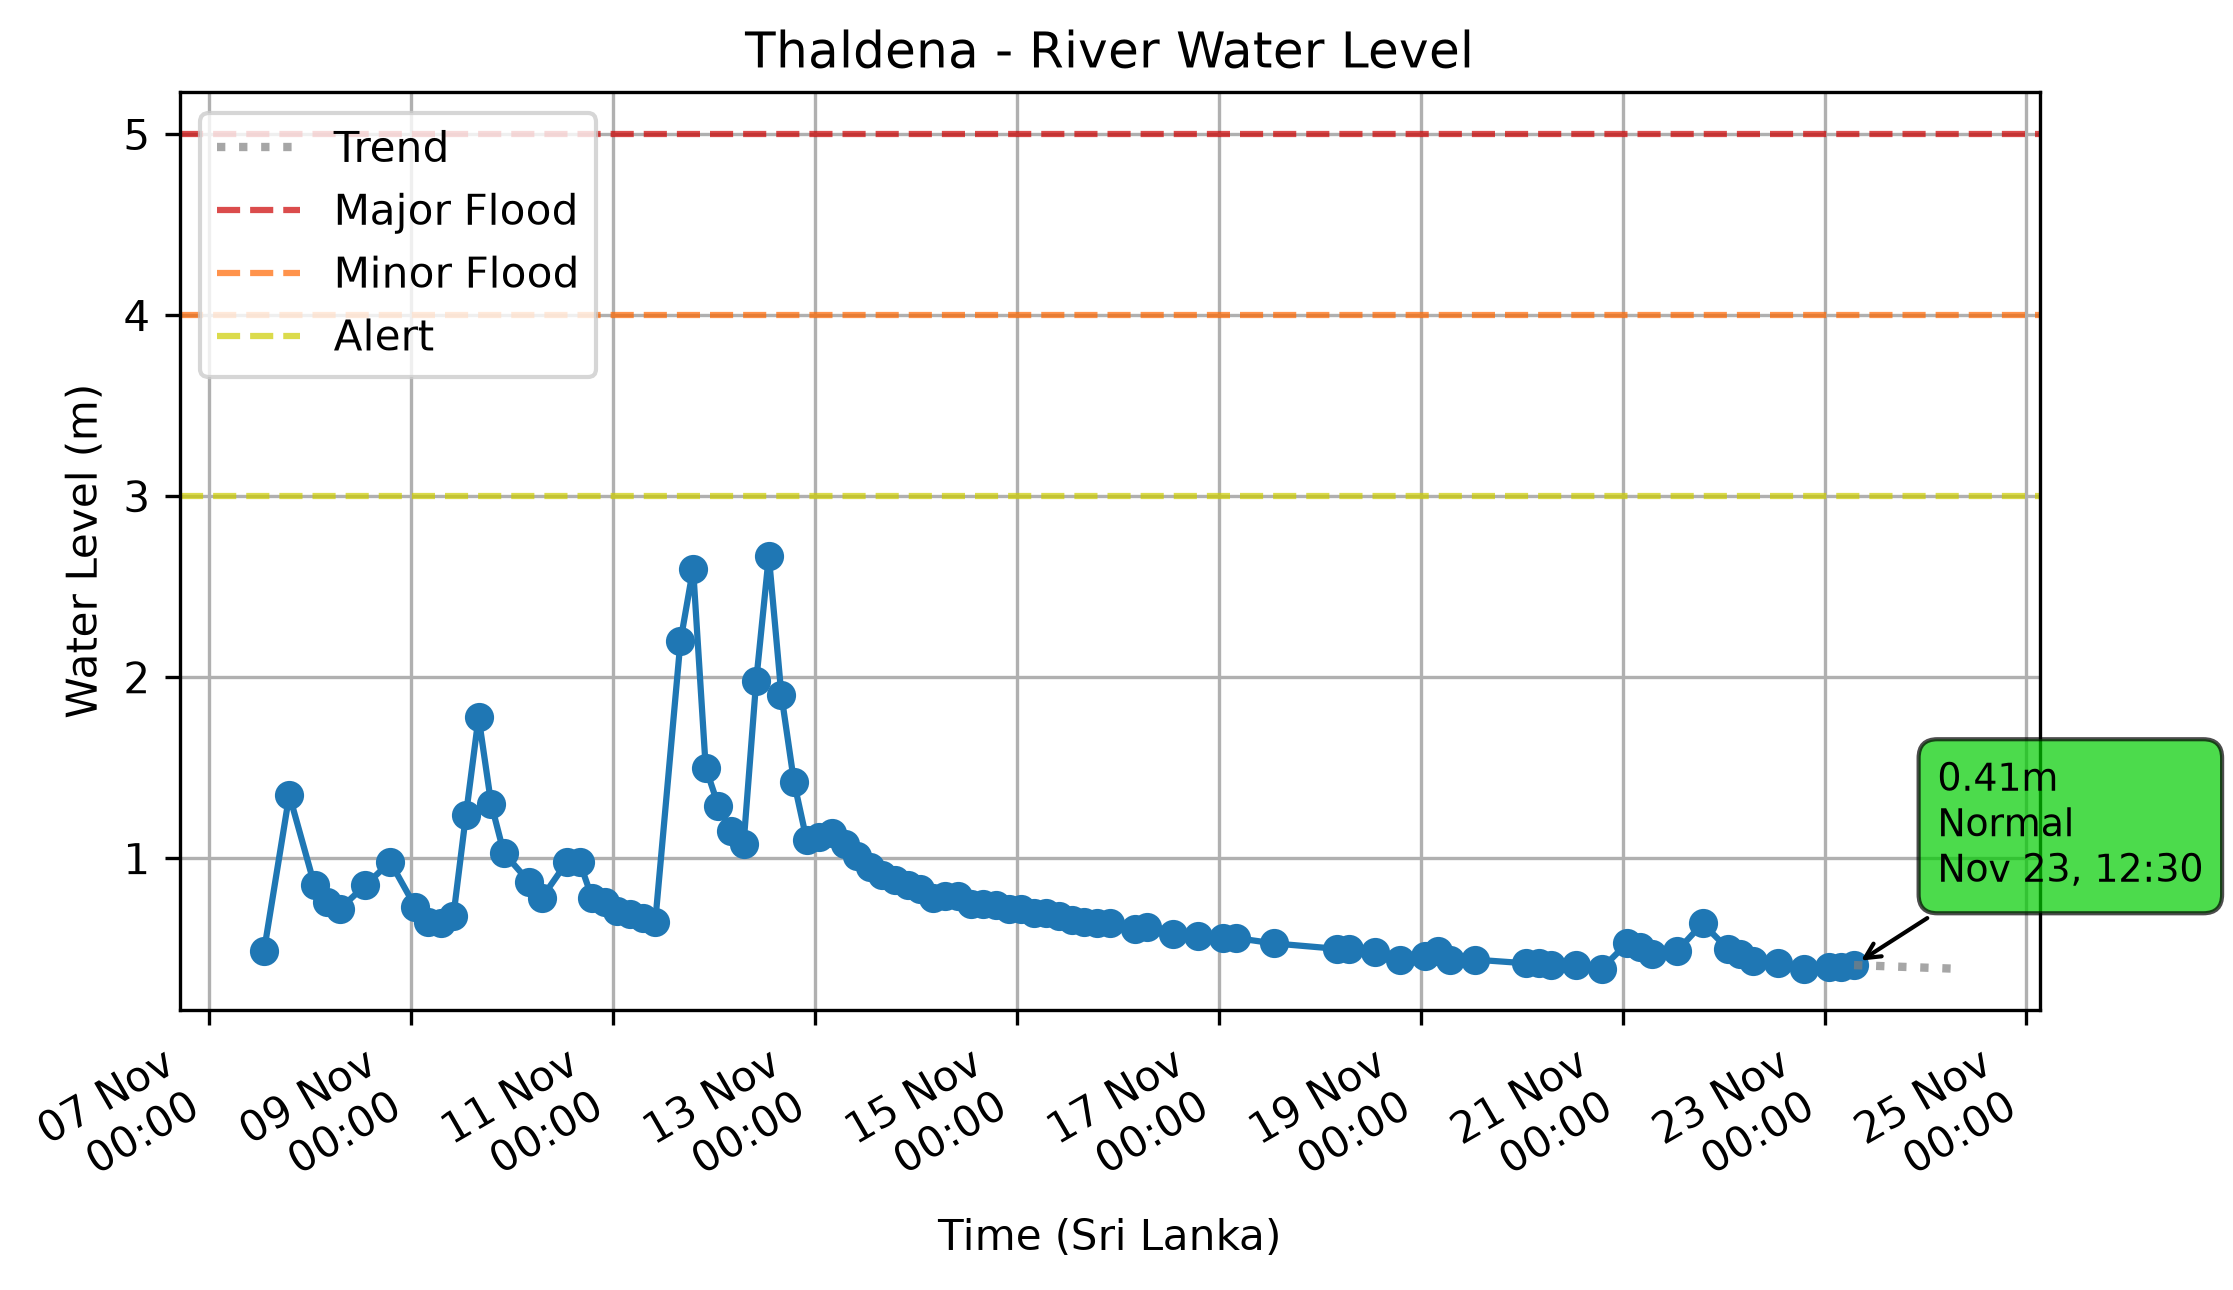 Thaldena - River Water Level
Trend
Major Flood
Minor Flood
Alert
Water Level (m)
5
4
3
2
1
0.41m
Normal
Nov 23, 12:30
07 Nov
00:00
09 Nov
00:00
11 Nov
00:00
13 Nov
00:00
15 Nov
00:00
17 Nov
00:00
19 Nov
00:00
21 Nov
00:00
23 Nov
00:00
25 Nov
00:00
Time (Sri Lanka)